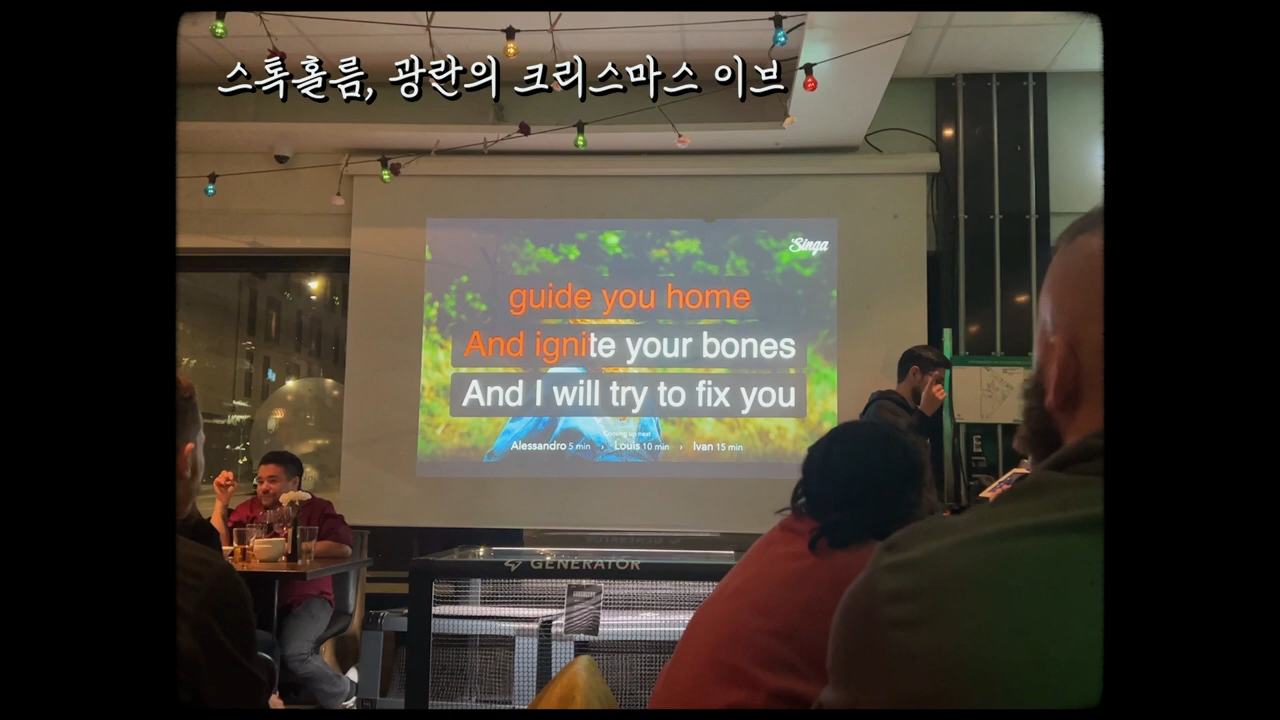 스톡홀름, 광란의 크리스마스 이브
Singa
guide you home
And ignite your bones
And I will try to fix you
Coming up next
Alessandro 5 min › Louis 10 min › Ivan 15 min
GENERATOR